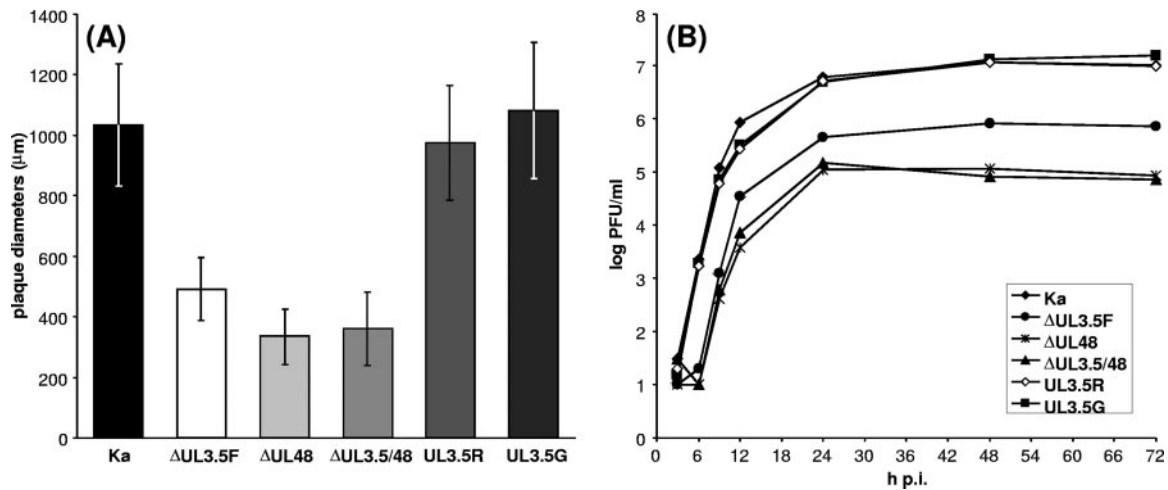 (A)
plaque diameters (μm)
1400
1200
1000
800
600
400
200
0
Ka ΔUL3.5F ΔUL48 ΔUL3.5/48 UL3.5R UL3.5G
(B)
log PFU/ml
8
7
6
5
4
3
2
1
0
0 6 12 18 24 30 36 42 48 54 60 66 72
h p.i.
Ka
ΔUL3.5F
ΔUL48
ΔUL3.5/48
UL3.5R
UL3.5G